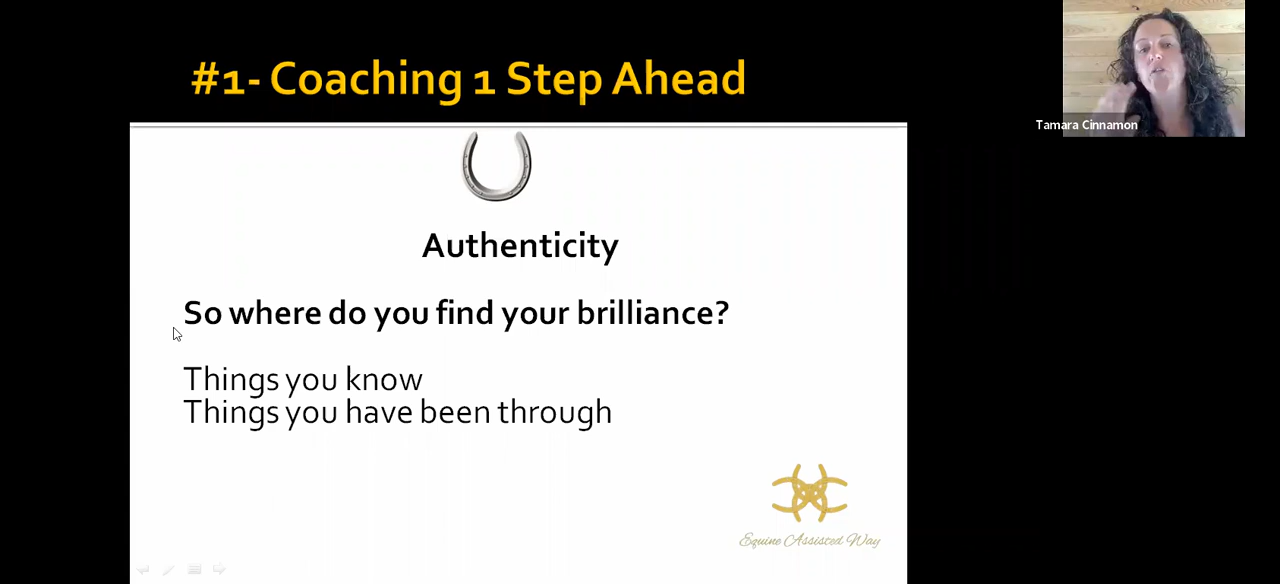 #1- Coaching 1 Step Ahead
Tamara Cinnamon
Authenticity
So where do you find your brilliance?
Things you know
Things you have been through
Equine Assisted Way